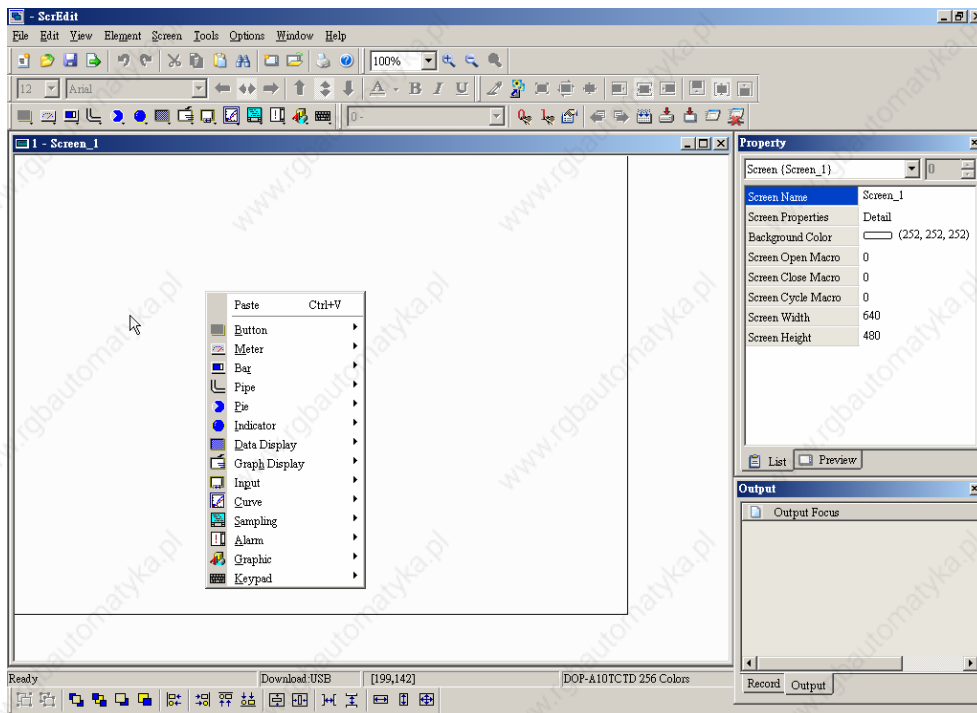 - ScrEdit
File Edit View Element Screen Tools Options Window Help
100%
12 Arial
A - B I U
0 -
1 - Screen_1
Paste Ctrl+V
Button
Meter
Bar
Pipe
Pie
Indicator
Data Display
Graph Display
Input
Curve
Sampling
Alarm
Graphic
Keypad
Property
Screen {Screen_1} 0
Screen Name Screen_1
Screen Properties Detail
Background Color (252, 252, 252)
Screen Open Macro 0
Screen Close Macro 0
Screen Cycle Macro 0
Screen Width 640
Screen Height 480
List Preview
Output
Output Focus
Record Output
Ready Download:USB [199,142] DOP-A10TCTD 256 Colors
www.rgbautomatyka.pl